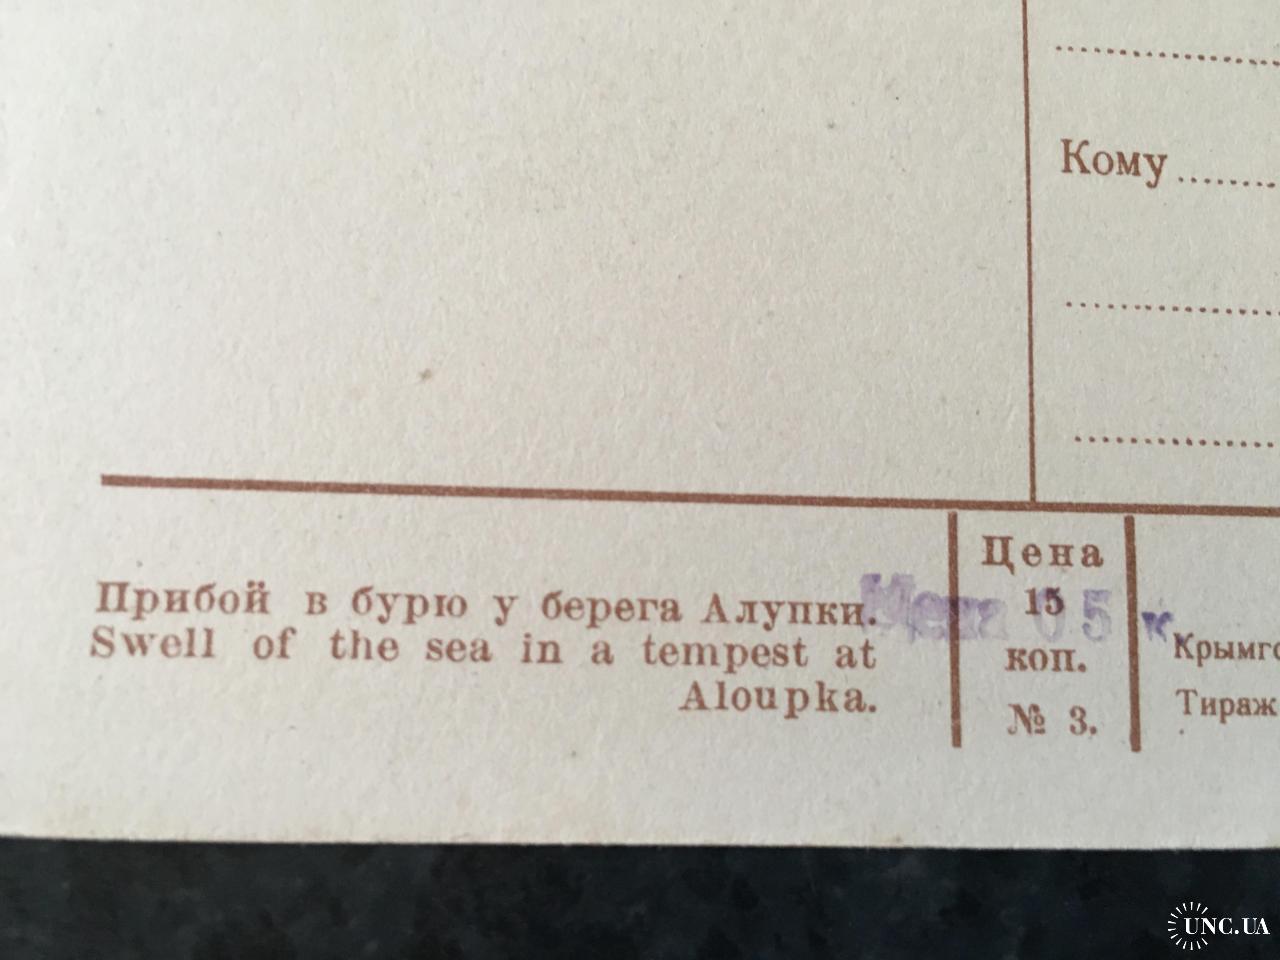 Кому
Прибой в бурю у берега Алупки.
Swell of the sea in a tempest at
Aloupka.
Цена
15
коп.
№ 3.
5 к
Тираж
UNC.UA